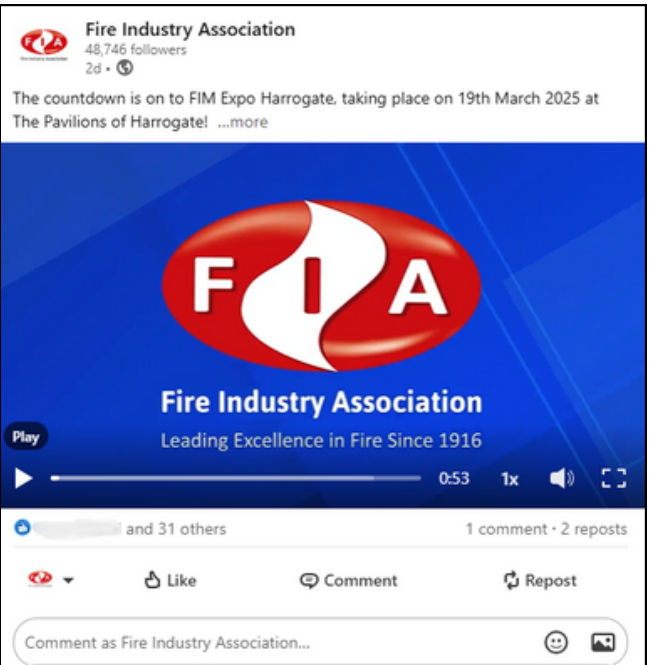 Fire Industry Association
48,746 followers
2d •
The countdown is on to FIM Expo Harrogate, taking place on 19th March 2025 at
The Pavilions of Harrogate! ...more
FIA
Fire Industry Association
Leading Excellence in Fire Since 1916
Play
0:53 1x
and 31 others 1 comment • 2 reposts
Like Comment Repost
Comment as Fire Industry Association...